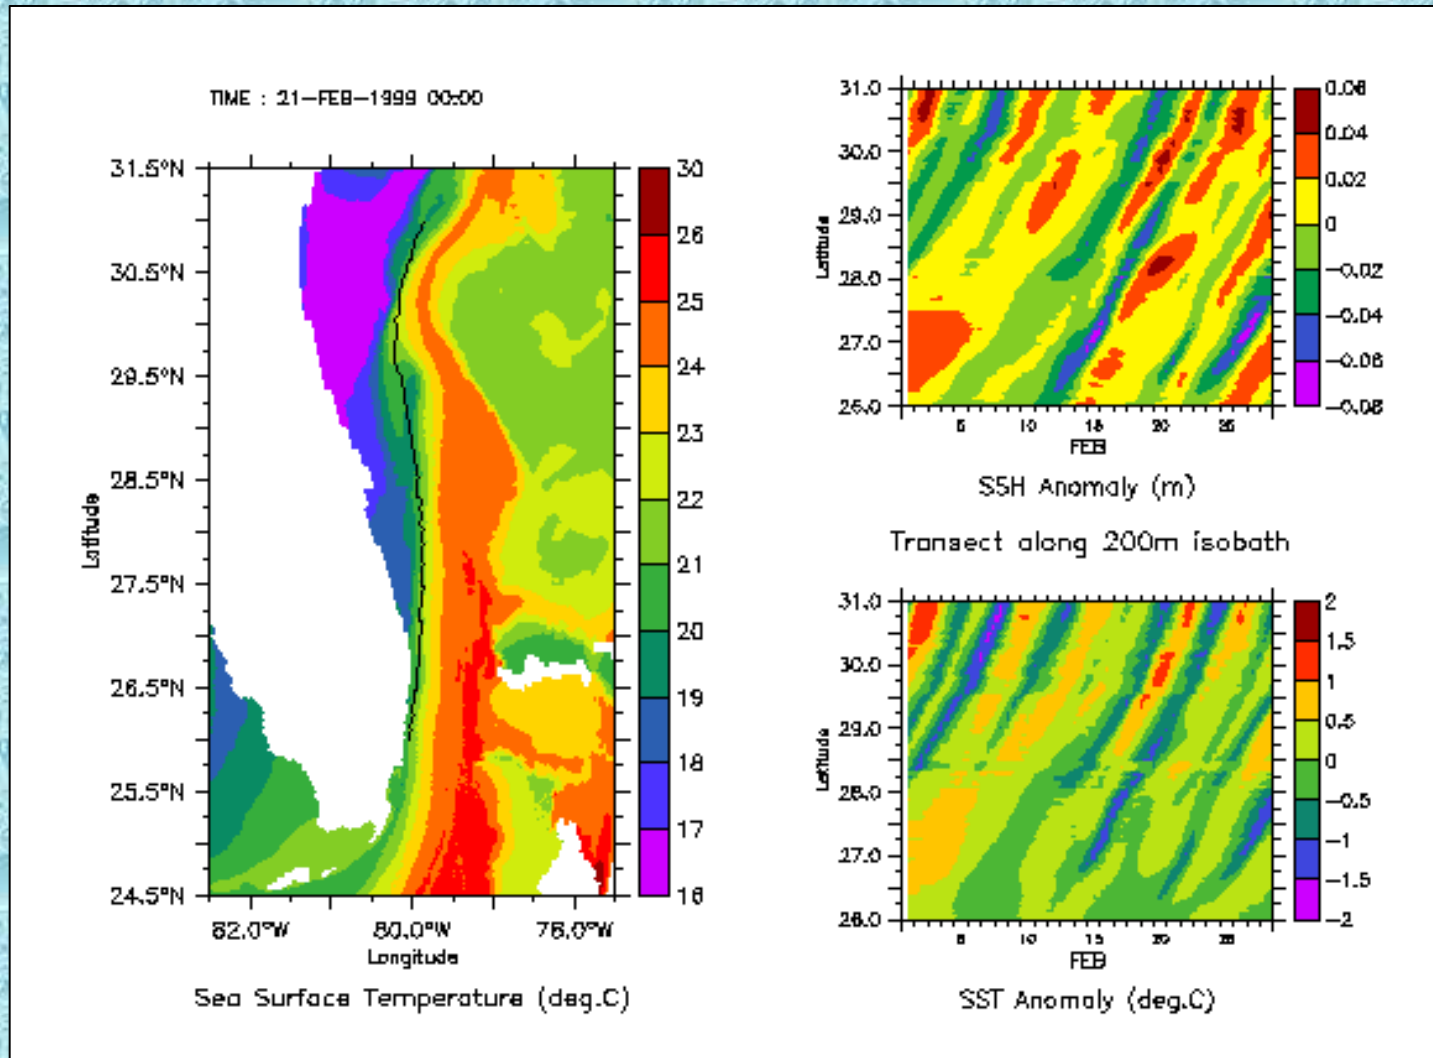 TIME : 21-FEB-1999 00:00
31.5°N
30.5°N
29.5°N
28.5°N
27.5°N
26.5°N
25.5°N
24.5°N
Latitude
82.0°W 80.0°W 78.0°W
Longitude
30
26
25
24
23
22
21
20
19
18
17
16
Sea Surface Temperature (deg.C)
31.0
30.0
29.0
28.0
27.0
26.0
Latitude
5 10 15 20 25
FEB
0.06
0.04
0.02
0
-0.02
-0.04
-0.06
-0.08
SSH Anomaly (m)
Transect along 200m isobath
31.0
30.0
29.0
28.0
27.0
26.0
Latitude
5 10 15 20 25
FEB
2
1.5
1
0.5
0
-0.5
-1
-1.5
-2
SST Anomaly (deg.C)